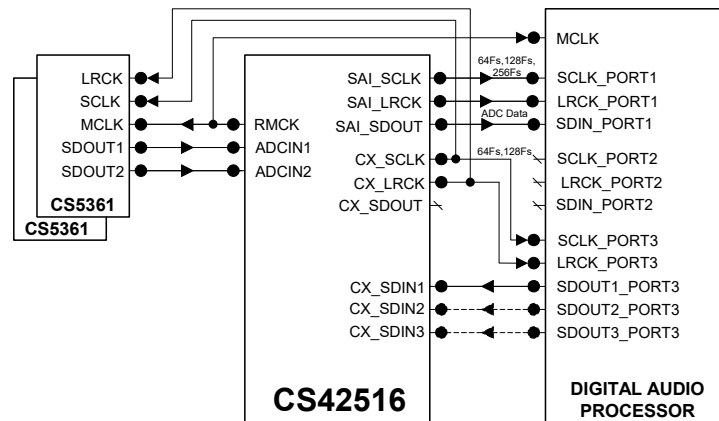 LRCK
SCLK
MCLK
SDOUT1
SDOUT2
CS5361
CS5361
RMCK
ADCIN1
ADCIN2
SAI_SCLK
SAI_LRCK
SAI_SDOUT
CX_SCLK
CX_LRCK
CX_SDOUT
CX_SDIN1
CX_SDIN2
CX_SDIN3
CS42516
64Fs,128Fs,
256Fs
ADC Data
64Fs,128Fs
MCLK
SCLK_PORT1
LRCK_PORT1
SDIN_PORT1
SCLK_PORT2
LRCK_PORT2
SDIN_PORT2
SCLK_PORT3
LRCK_PORT3
SDOUT1_PORT3
SDOUT2_PORT3
SDOUT3_PORT3
DIGITAL AUDIO
PROCESSOR